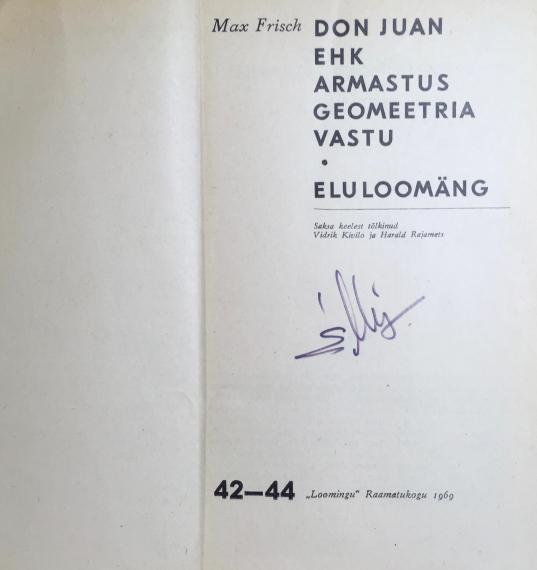 Max Frisch DON JUAN
EHK
ARMASTUS
GEOMEETRIA
VASTU
•
ELULOOMÄNG
Saksa keelest tõlkinud
Vidrik Kivilo ja Harald Rajamets
42—44 „Loomingu“ Raamatukogu 1969